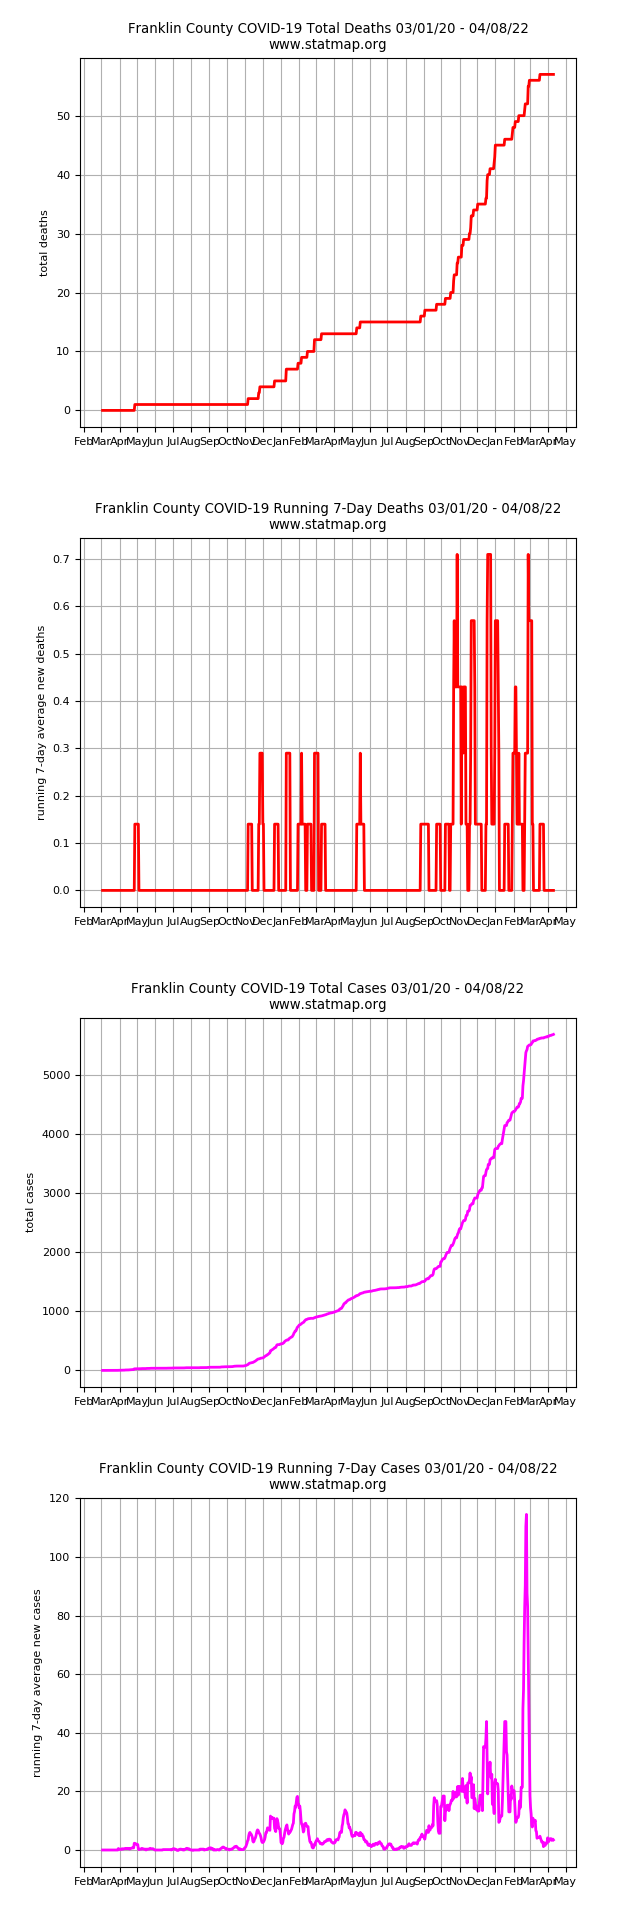 Franklin County COVID-19 Total Deaths 03/01/20 - 04/08/22
www.statmap.org
total deaths
50
40
30
20
10
0
Feb Mar Apr May Jun Jul Aug Sep Oct Nov Dec Jan Feb Mar Apr May Jun Jul Aug Sep Oct Nov Dec Jan Feb Mar Apr May
Franklin County COVID-19 Running 7-Day Deaths 03/01/20 - 04/08/22
www.statmap.org
running 7-day average new deaths
0.7
0.6
0.5
0.4
0.3
0.2
0.1
0.0
Feb Mar Apr May Jun Jul Aug Sep Oct Nov Dec Jan Feb Mar Apr May Jun Jul Aug Sep Oct Nov Dec Jan Feb Mar Apr May
Franklin County COVID-19 Total Cases 03/01/20 - 04/08/22
www.statmap.org
total cases
5000
4000
3000
2000
1000
0
Feb Mar Apr May Jun Jul Aug Sep Oct Nov Dec Jan Feb Mar Apr May Jun Jul Aug Sep Oct Nov Dec Jan Feb Mar Apr May
Franklin County COVID-19 Running 7-Day Cases 03/01/20 - 04/08/22
www.statmap.org
running 7-day average new cases
120
100
80
60
40
20
0
Feb Mar Apr May Jun Jul Aug Sep Oct Nov Dec Jan Feb Mar Apr May Jun Jul Aug Sep Oct Nov Dec Jan Feb Mar Apr May